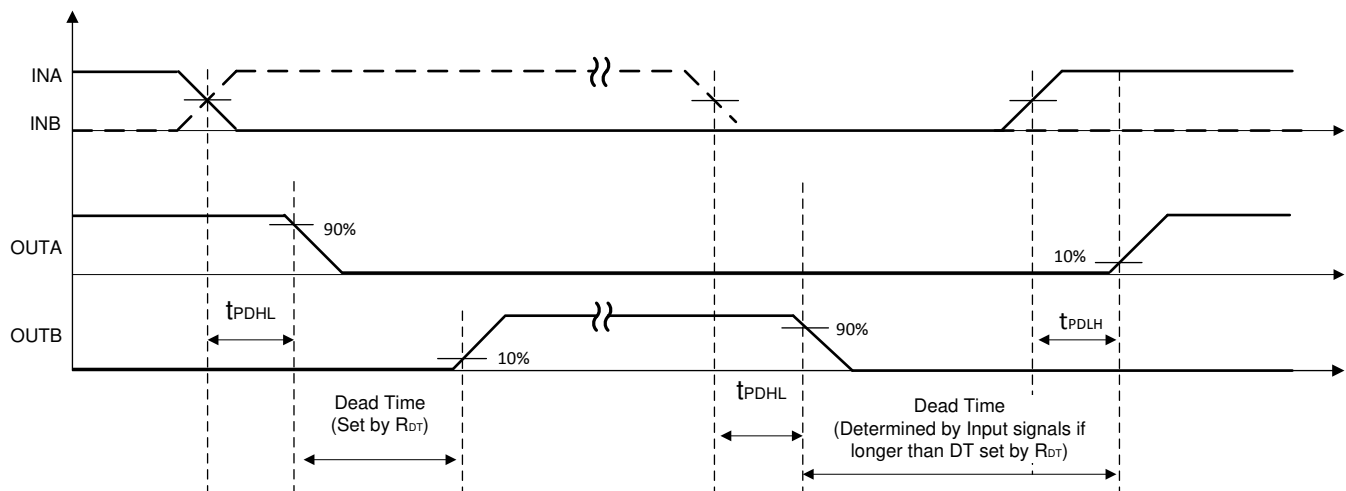 INA
INB
OUTA
90%
10%
tPDHL
tPDLH
OUTB
10%
90%
Dead Time
(Set by RDT)
tPDHL
Dead Time
(Determined by Input signals if
longer than DT set by RDT)